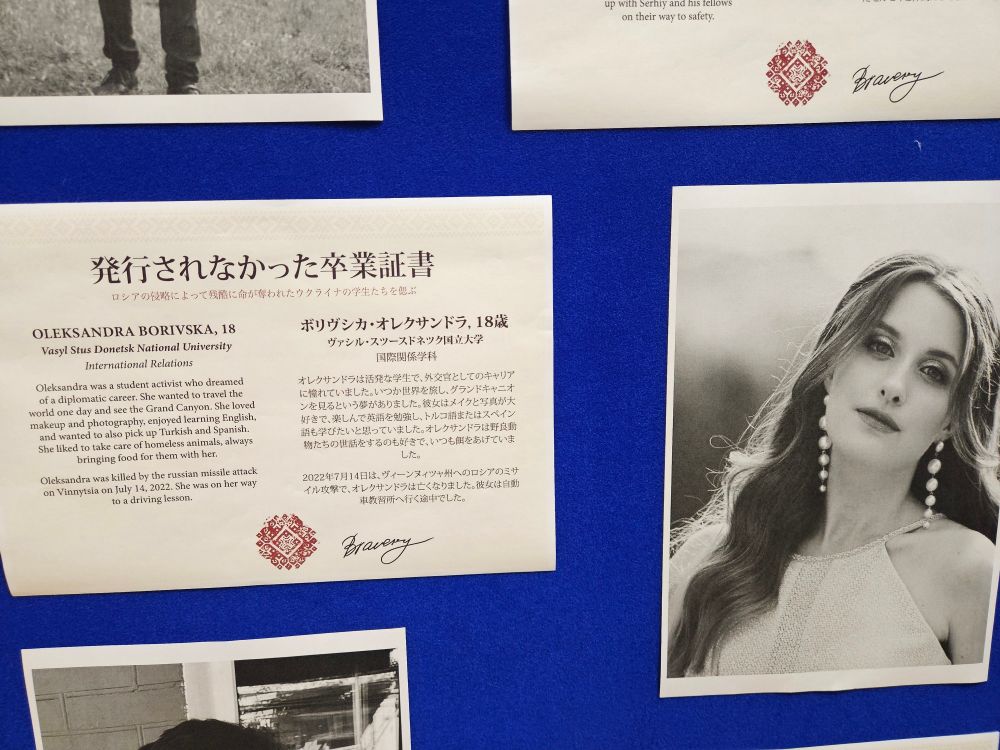 up with Serhiy and his fellows
on their way to safety.
Bravery
発行されなかった卒業証書
ロシアの侵略によって残酷に命が奪われたウクライナの学生たちを偲ぶ
OLEKSANDRA BORIVSKA, 18
Vasyl Stus Donetsk National University
International Relations
Oleksandra was a student activist who dreamed
of a diplomatic career. She wanted to travel the
world one day and see the Grand Canyon. She loved
makeup and photography, enjoyed learning English,
and wanted to also pick up Turkish and Spanish.
She liked to take care of homeless animals, always
bringing food for them with her.
Oleksandra was killed by the russian missile attack
on Vinnytsia on July 14, 2022. She was on her way
to a driving lesson.
ボリヴシカ・オレクサンドラ, 18歳
ヴァシル・スツースドネツク国立大学
国際関係学科
オレクサンドラは活発な学生で、外交官としてのキャリア
に憧れていました。いつか世界を旅し、グランドキャニオ
ンを見るという夢がありました。彼女はメイクと写真が大
好きで、楽しんで英語を勉強し、トルコ語またはスペイン
語も学びたいと思っていました。オレクサンドラは野良動
物たちの世話をするのも好きで、いつも餌をあげていま
した。
2022年7月14日は、ヴィーンヌィツャ州へのロシアのミサ
イル攻撃で、オレクサンドラは亡くなりました。彼女は自動
車教習所へ行く途中でした。
Bravery